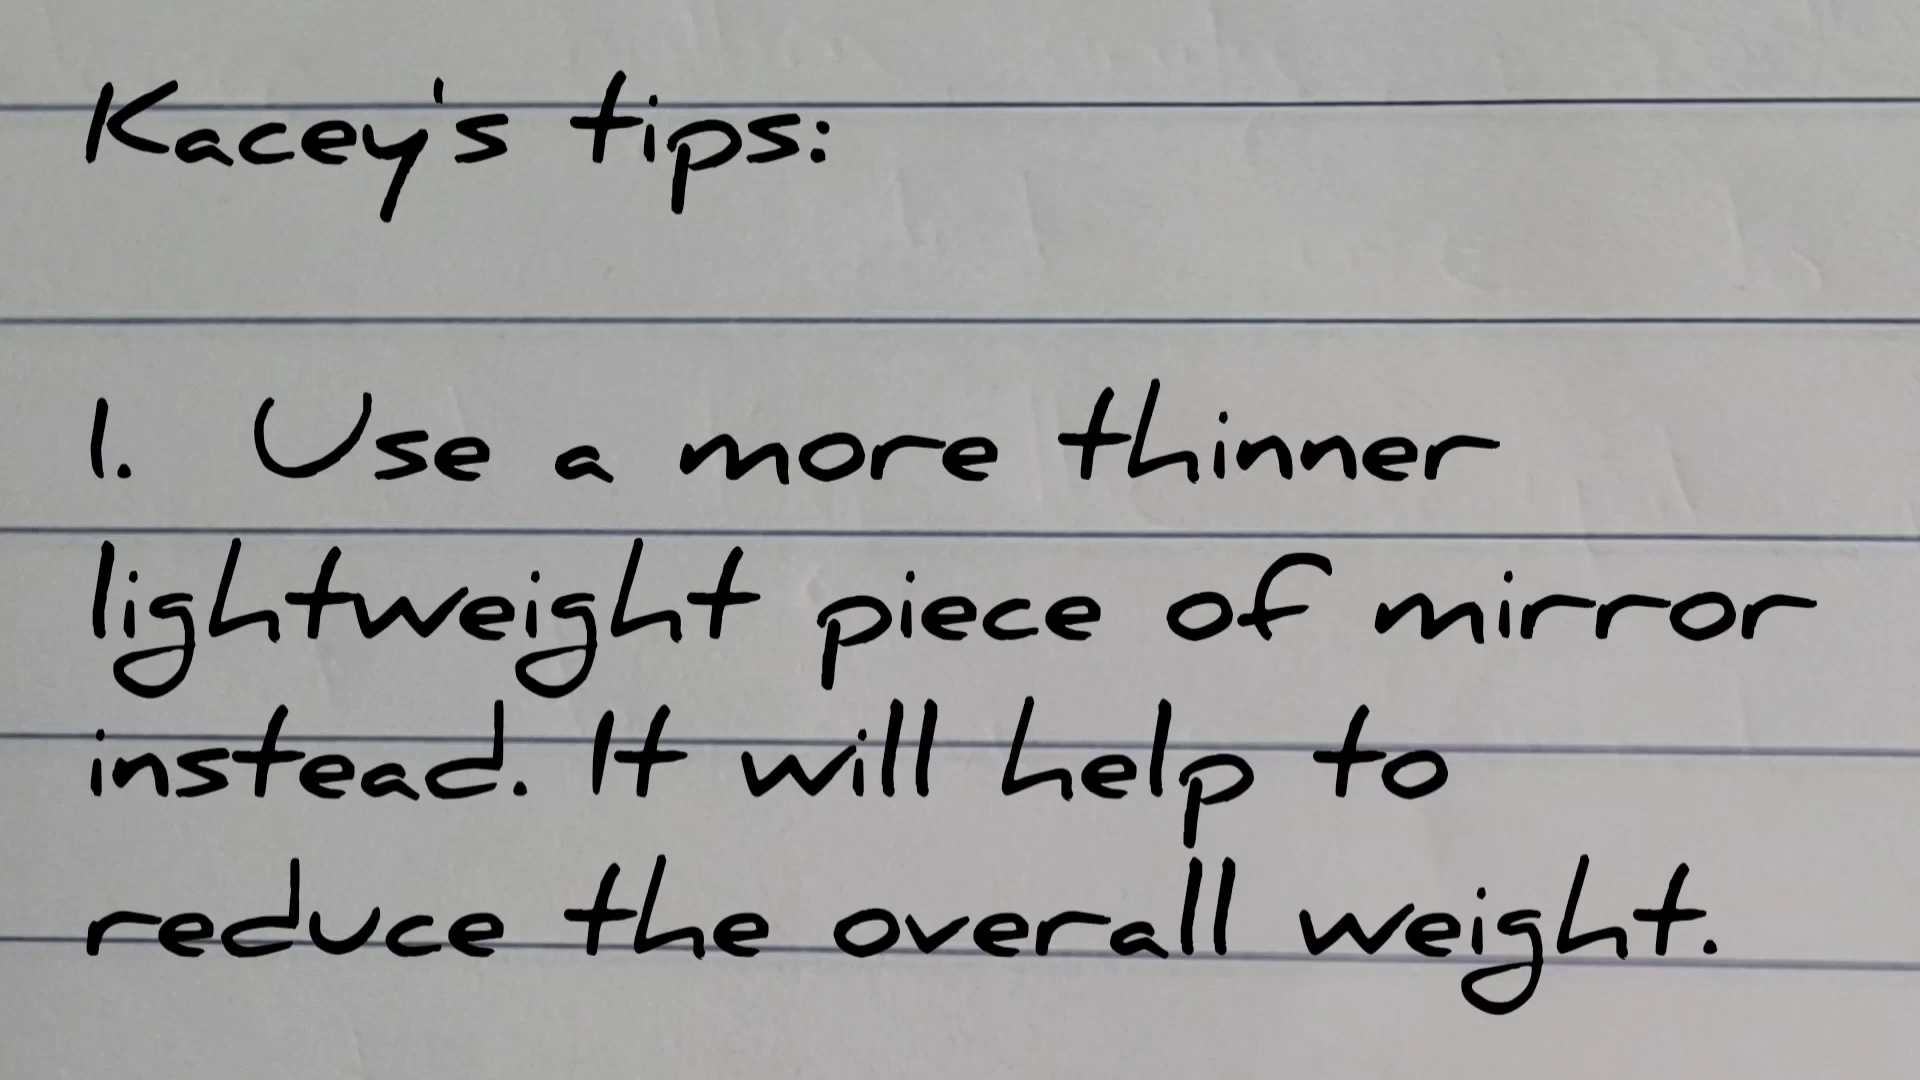 Kacey's tips:
1. Use a more thinner
lightweight piece of mirror
instead. It will help to
reduce the overall weight.